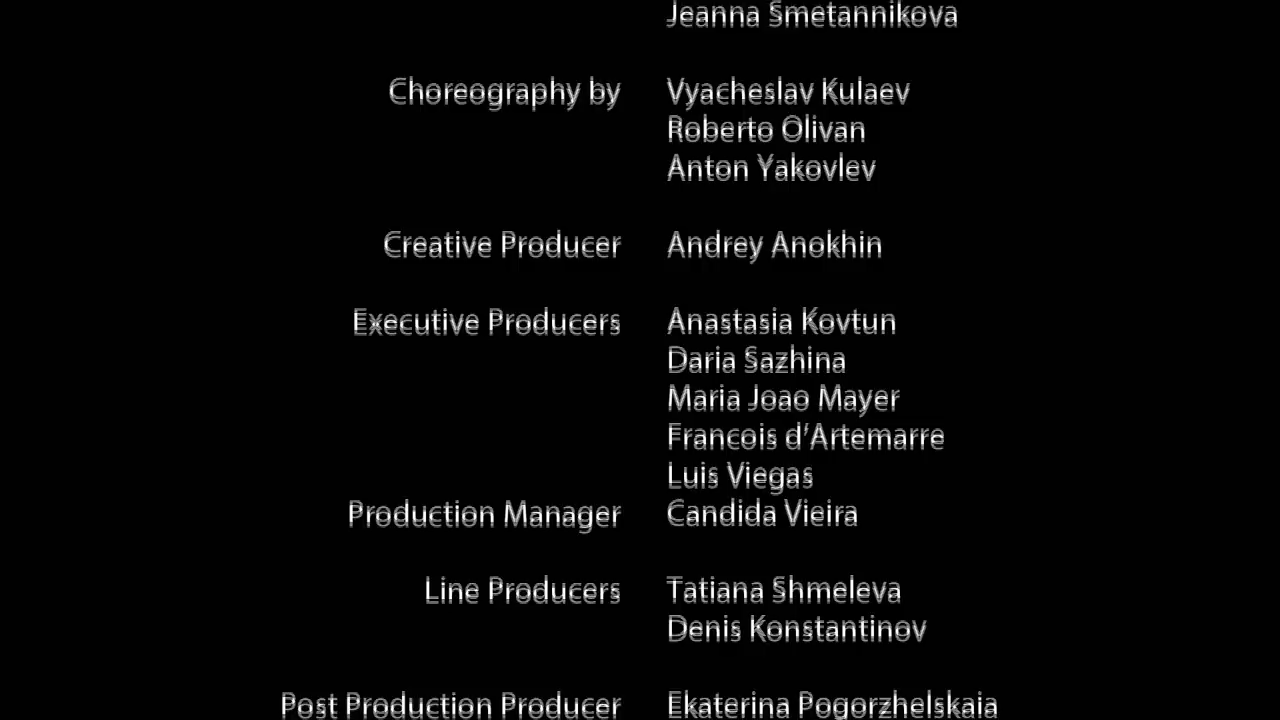 Jeanna Smetannikova
Choreography by Vyacheslav Kulaev
Roberto Olivan
Anton Yakovlev
Creative Producer Andrey Anokhin
Executive Producers Anastasia Kovtun
Daria Sazhina
Maria Joao Mayer
Francois d’Artemarre
Luis Viegas
Production Manager Candida Vieira
Line Producers Tatiana Shmeleva
Denis Konstantinov
Post Production Producer Ekaterina Pogorzhelskaia